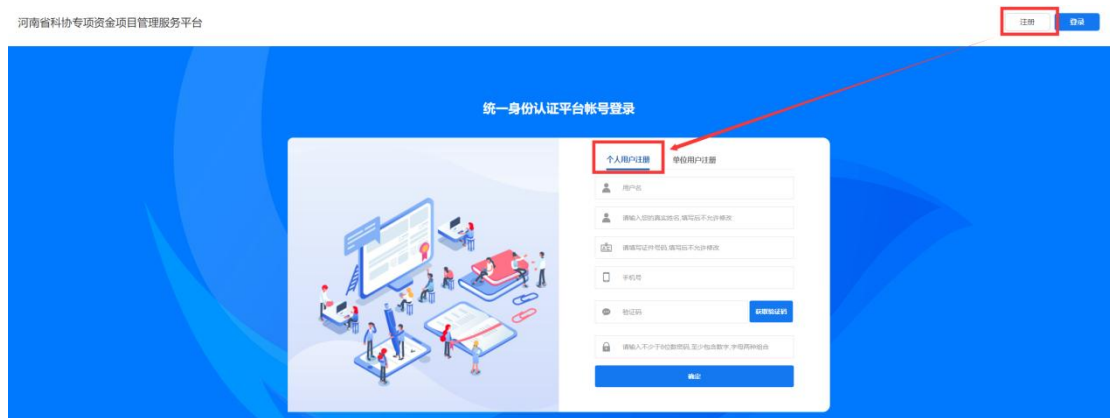 河南省科协专项资金项目管理服务平台
注册
登录
统一身份认证平台帐号登录
个人用户注册
单位用户注册
用户名
请输入您的真实姓名,填写后不允许修改
请填写证件号码,填写后不允许修改
手机号
验证码
获取验证码
请输入不少于8位数密码,至少包含数字,字母两种组合
确定